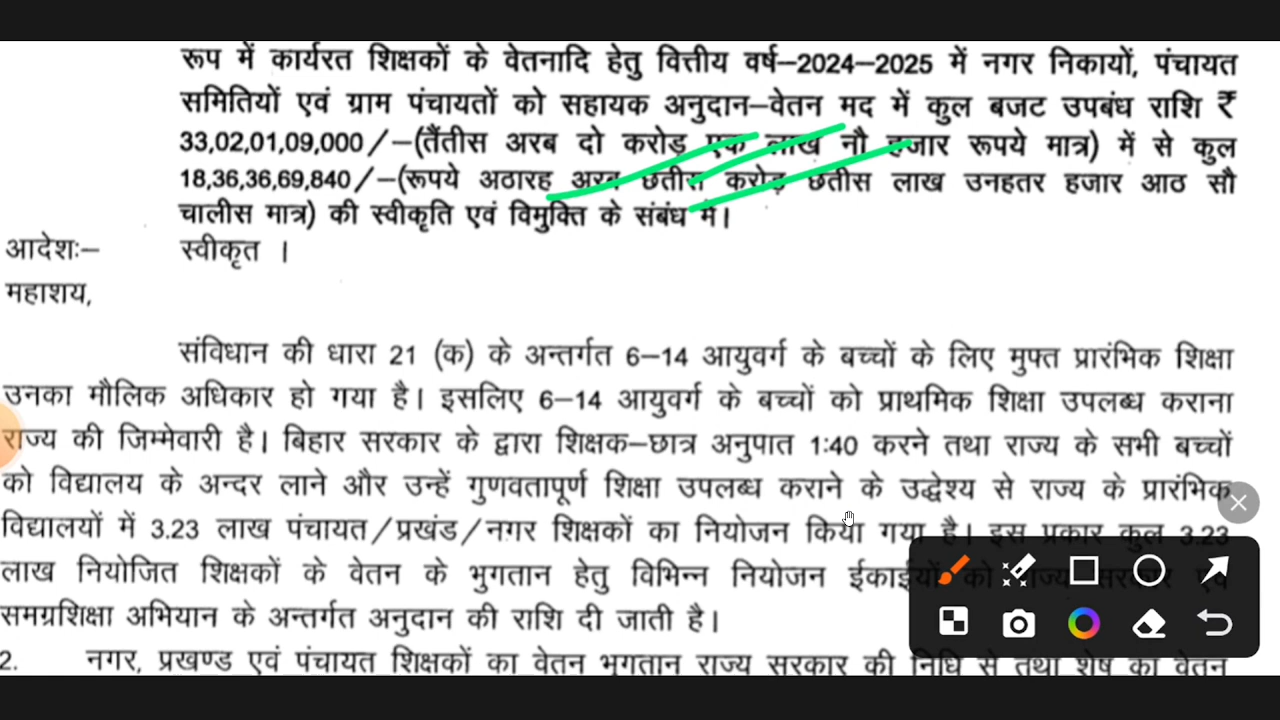 रूप में कार्यरत शिक्षकों के वेतनादि हेतु वित्तीय वर्ष–2024–2025 में नगर निकायों, पंचायत
समितियों एवं ग्राम पंचायतों को सहायक अनुदान–वेतन मद में कुल बजट उपबंध राशि ₹
33,02,01,09,000/–(तैंतीस अरब दो करोड़ एक लाख नौ हजार रूपये मात्र) में से कुल
18,36,36,69,840/–(रूपये अठारह अरब छतीस करोड़ छतीस लाख उनहतर हजार आठ सौ
चालीस मात्र) की स्वीकृति एवं विमुक्ति के संबंध में।
आदेशः– स्वीकृत ।
महाशय,
संविधान की धारा 21 (क) के अन्तर्गत 6–14 आयुवर्ग के बच्चों के लिए मुफ्त प्रारंभिक शिक्षा
उनका मौलिक अधिकार हो गया है। इसलिए 6–14 आयुवर्ग के बच्चों को प्राथमिक शिक्षा उपलब्ध कराना
राज्य की जिम्मेवारी है। बिहार सरकार के द्वारा शिक्षक–छात्र अनुपात 1:40 करने तथा राज्य के सभी बच्चों
को विद्यालय के अन्दर लाने और उन्हें गुणवतापूर्ण शिक्षा उपलब्ध कराने के उद्धेश्य से राज्य के प्रारंभिक
विद्यालयों में 3.23 लाख पंचायत/प्रखंड/नगर शिक्षकों का नियोजन किया गया है। इस प्रकार कुल 3.23
लाख नियोजित शिक्षकों के वेतन के भुगतान हेतु विभिन्न नियोजन ईकाईयों को राज्य सरकार एवं
समग्रशिक्षा अभियान के अन्तर्गत अनुदान की राशि दी जाती है।
2. नगर, प्रखण्ड एवं पंचायत शिक्षकों का वेतन भुगतान राज्य सरकार की निधि से तथा शेष का वेतन